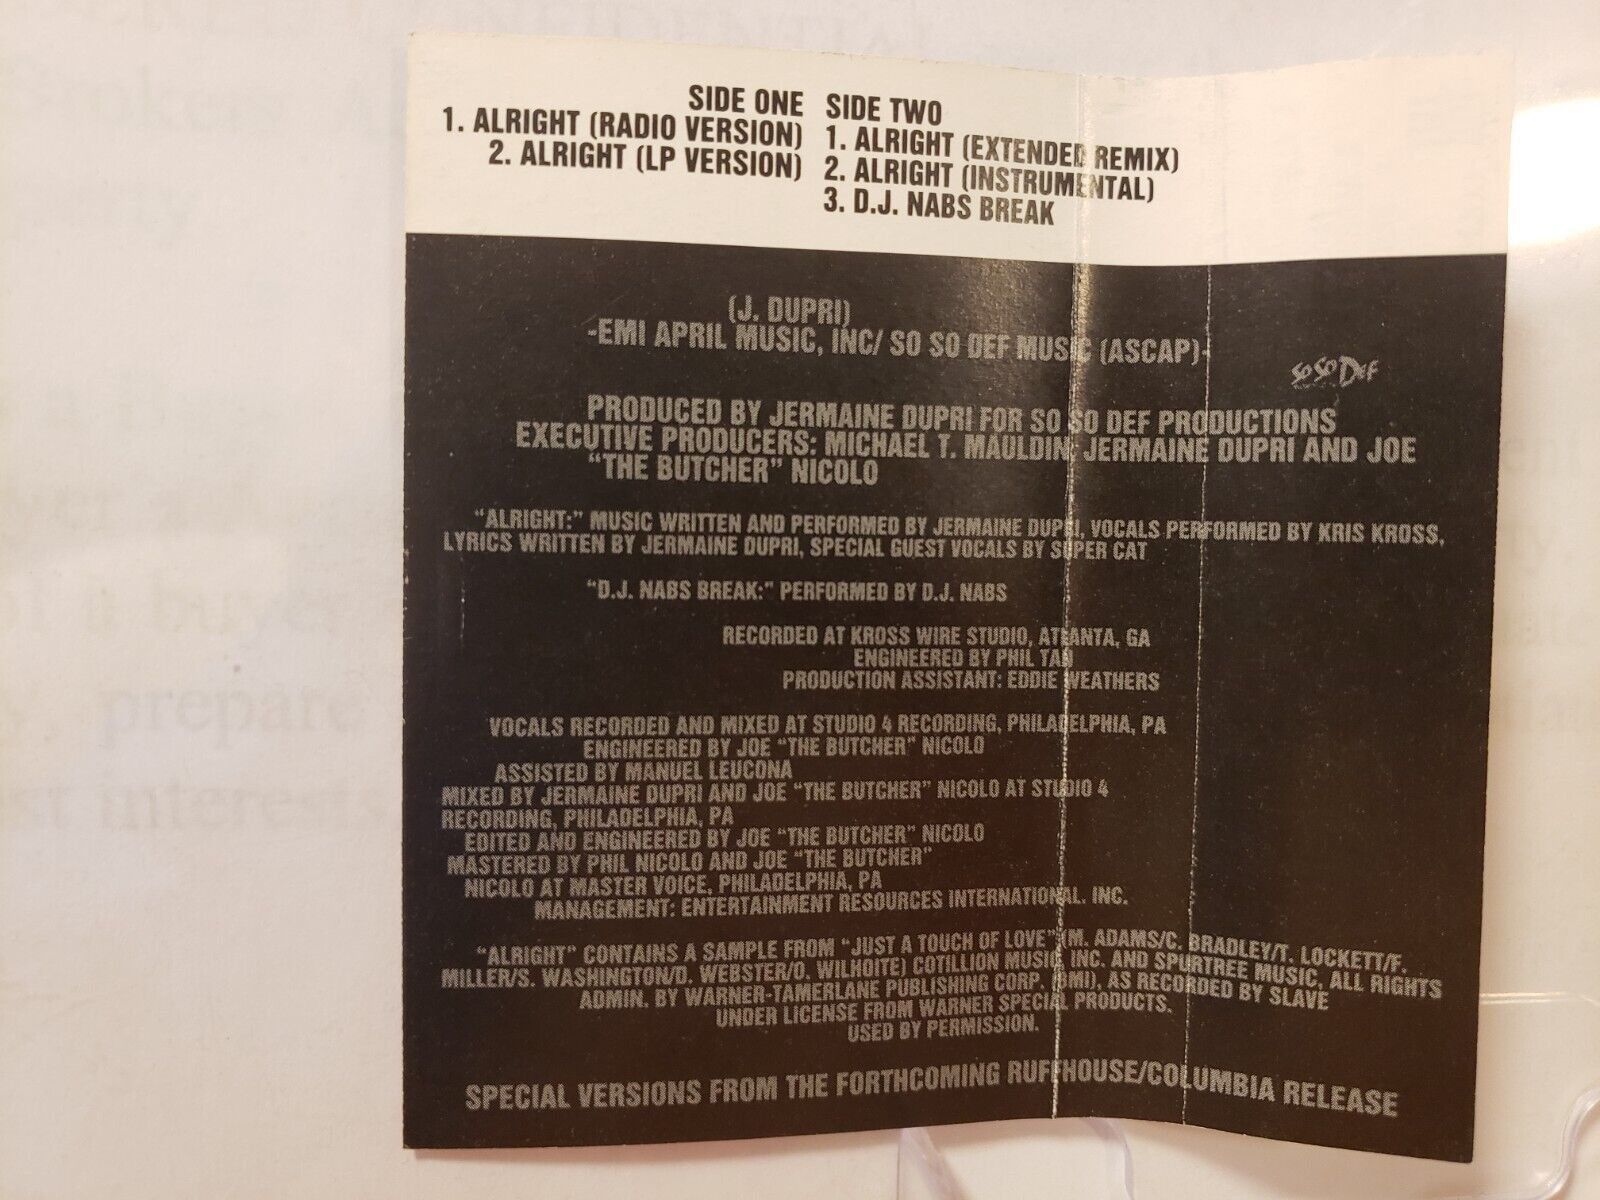 SIDE ONE
1. ALRIGHT (RADIO VERSION)
2. ALRIGHT (LP VERSION)
SIDE TWO
1. ALRIGHT (EXTENDED REMIX)
2. ALRIGHT (INSTRUMENTAL)
3. D.J. NABS BREAK
(J. DUPRI)
-EMI APRIL MUSIC, INC/ SO SO DEF MUSIC (ASCAP)-
SO SO DEF
PRODUCED BY JERMAINE DUPRI FOR SO SO DEF PRODUCTIONS
EXECUTIVE PRODUCERS: MICHAEL T. MAULDIN, JERMAINE DUPRI AND JOE
"THE BUTCHER" NICOLO
"ALRIGHT:" MUSIC WRITTEN AND PERFORMED BY JERMAINE DUPRI, VOCALS PERFORMED BY KRIS KROSS,
LYRICS WRITTEN BY JERMAINE DUPRI, SPECIAL GUEST VOCALS BY SUPER CAT
"D.J. NABS BREAK:" PERFORMED BY D.J. NABS
RECORDED AT KROSS WIRE STUDIO, ATLANTA, GA
ENGINEERED BY PHIL TAN
PRODUCTION ASSISTANT: EDDIE WEATHERS
VOCALS RECORDED AND MIXED AT STUDIO 4 RECORDING, PHILADELPHIA, PA
ENGINEERED BY JOE "THE BUTCHER" NICOLO
ASSISTED BY MANUEL LEUCONA
MIXED BY JERMAINE DUPRI AND JOE "THE BUTCHER" NICOLO AT STUDIO 4
RECORDING, PHILADELPHIA, PA
EDITED AND ENGINEERED BY JOE "THE BUTCHER" NICOLO
MASTERED BY PHIL NICOLO AND JOE "THE BUTCHER"
NICOLO AT MASTER VOICE, PHILADELPHIA, PA
MANAGEMENT: ENTERTAINMENT RESOURCES INTERNATIONAL. INC.
"ALRIGHT" CONTAINS A SAMPLE FROM "JUST A TOUCH OF LOVE" (M. ADAMS/C. BRADLEY/T. LOCKETT/F.
MILLER/S. WASHINGTON/D. WEBSTER/O. WILHOITE) COTILLION MUSIC, INC. AND SPURTREE MUSIC, ALL RIGHTS
ADMIN. BY WARNER-TAMERLANE PUBLISHING CORP. (BMI), AS RECORDED BY SLAVE
UNDER LICENSE FROM WARNER SPECIAL PRODUCTS.
USED BY PERMISSION.
SPECIAL VERSIONS FROM THE FORTHCOMING RUFFHOUSE/COLUMBIA RELEASE
prepare
interests